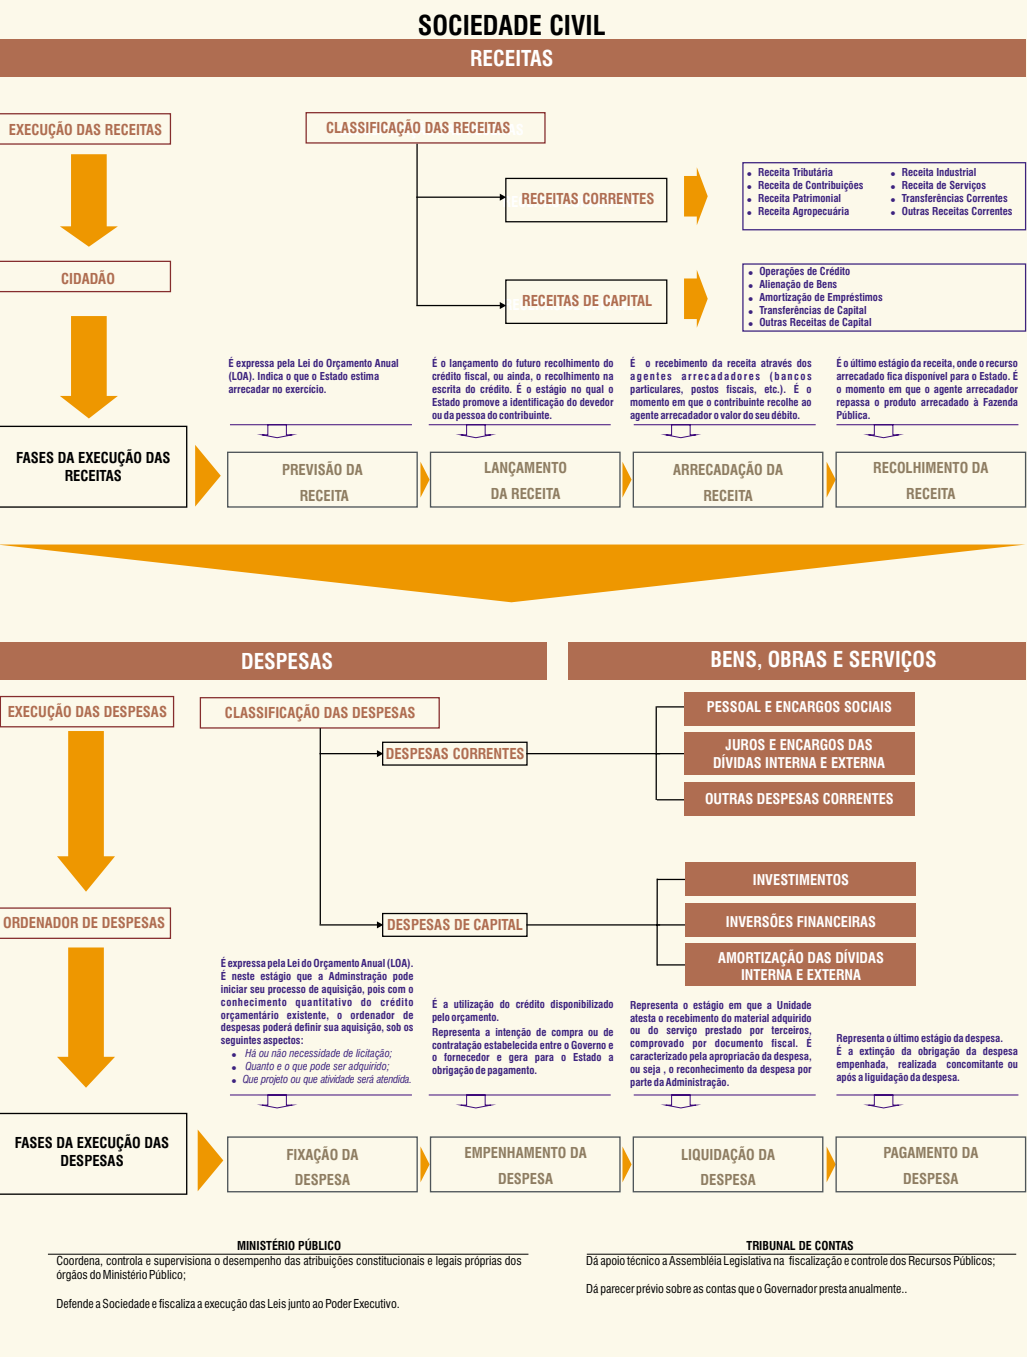 SOCIEDADE CIVIL
RECEITAS
EXECUÇÃO DAS RECEITAS
CLASSIFICAÇÃO DAS RECEITAS
RECEITAS CORRENTES
• Receita Tributária
• Receita de Contribuições
• Receita Patrimonial
• Receita Agropecuária
• Receita Industrial
• Receita de Serviços
• Transferências Correntes
• Outras Receitas Correntes
CIDADÃO
RECEITAS DE CAPITAL
• Operações de Crédito
• Alienação de Bens
• Amortização de Empréstimos
• Transferências de Capital
• Outras Receitas de Capital
É expressa pela Lei do Orçamento Anual
(LOA). Indica o que o Estado estima
arrecadar no exercício.
É o lançamento do futuro recolhimento do
crédito fiscal, ou ainda, o recolhimento na
escrita do crédito. É o estágio no qual o
Estado promove a identificação do devedor
ou da pessoa do contribuinte.
É o recebimento da receita através dos
agentes arrecadadores (bancos
particulares, postos fiscais, etc.). É o
momento em que o contribuinte recolhe ao
agente arrecadador o valor do seu débito.
É o último estágio da receita, onde o recurso
arrecadado fica disponível para o Estado. É
o momento em que o agente arrecadador
repassa o produto arrecadado à Fazenda
Pública.
FASES DA EXECUÇÃO DAS
RECEITAS
PREVISÃO DA
RECEITA
LANÇAMENTO
DA RECEITA
ARRECADAÇÃO DA
RECEITA
RECOLHIMENTO DA
RECEITA
DESPESAS
BENS, OBRAS E SERVIÇOS
EXECUÇÃO DAS DESPESAS
CLASSIFICAÇÃO DAS DESPESAS
DESPESAS CORRENTES
PESSOAL E ENCARGOS SOCIAIS
JUROS E ENCARGOS DAS
DÍVIDAS INTERNA E EXTERNA
OUTRAS DESPESAS CORRENTES
ORDENADOR DE DESPESAS
DESPESAS DE CAPITAL
INVESTIMENTOS
INVERSÕES FINANCEIRAS
AMORTIZAÇÃO DAS DÍVIDAS
INTERNA E EXTERNA
É expressa pela Lei do Orçamento Anual (LOA).
É neste estágio que a Adminstração pode
iniciar seu processo de aquisição, pois com o
conhecimento quantitativo do crédito
orçamentário existente, o ordenador de
despesas poderá definir sua aquisição, sob os
seguintes aspectos:
• Há ou não necessidade de licitação;
• Quanto e o que pode ser adquirido;
• Que projeto ou que atividade será atendida.
É a utilização do crédito disponibilizado
pelo orçamento.
Representa a intenção de compra ou de
contratação estabelecida entre o Governo e
o fornecedor e gera para o Estado a
obrigação de pagamento.
Representa o estágio em que a Unidade
atesta o recebimento do material adquirido
ou do serviço prestado por terceiros,
comprovado por documento fiscal. É
caracterizado pela apropriacão da despesa,
ou seja , o reconhecimento da despesa por
parte da Administração.
Representa o último estágio da despesa.
É a extinção da obrigação da despesa
empenhada, realizada concomitante ou
após a liguidação da despesa.
FASES DA EXECUÇÃO DAS
DESPESAS
FIXAÇÃO DA
DESPESA
EMPENHAMENTO DA
DESPESA
LIQUIDAÇÃO DA
DESPESA
PAGAMENTO DA
DESPESA
MINISTÉRIO PÚBLICO
Coordena, controla e supervisiona o desempenho das atribuições constitucionais e legais próprias dos
órgãos do Ministério Público;
Defende a Sociedade e fiscaliza a execução das Leis junto ao Poder Executivo.
TRIBUNAL DE CONTAS
Dá apoio técnico a Assembléia Legislativa na fiscalização e controle dos Recursos Públicos;
Dá parecer prévio sobre as contas que o Governador presta anualmente..